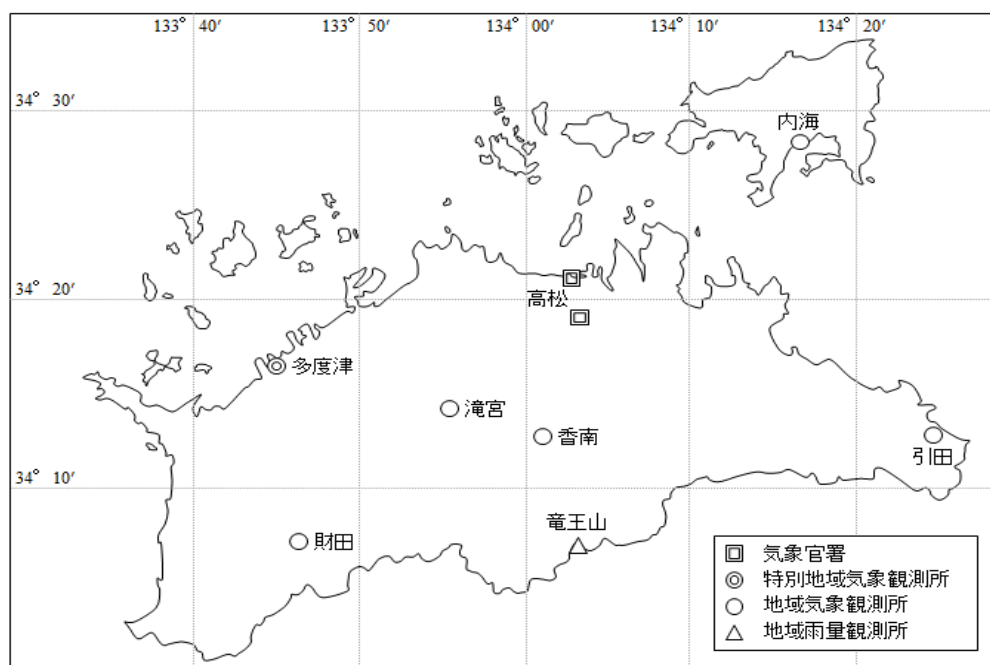 133° 40′ 133° 50′ 134° 00′ 134° 10′ 134° 20′
34° 30′
内海
34° 20′
高松
多度津
滝宮
香南
引田
34° 10′
竜王山
財田
気象官署
特別地域気象観測所
地域気象観測所
地域雨量観測所